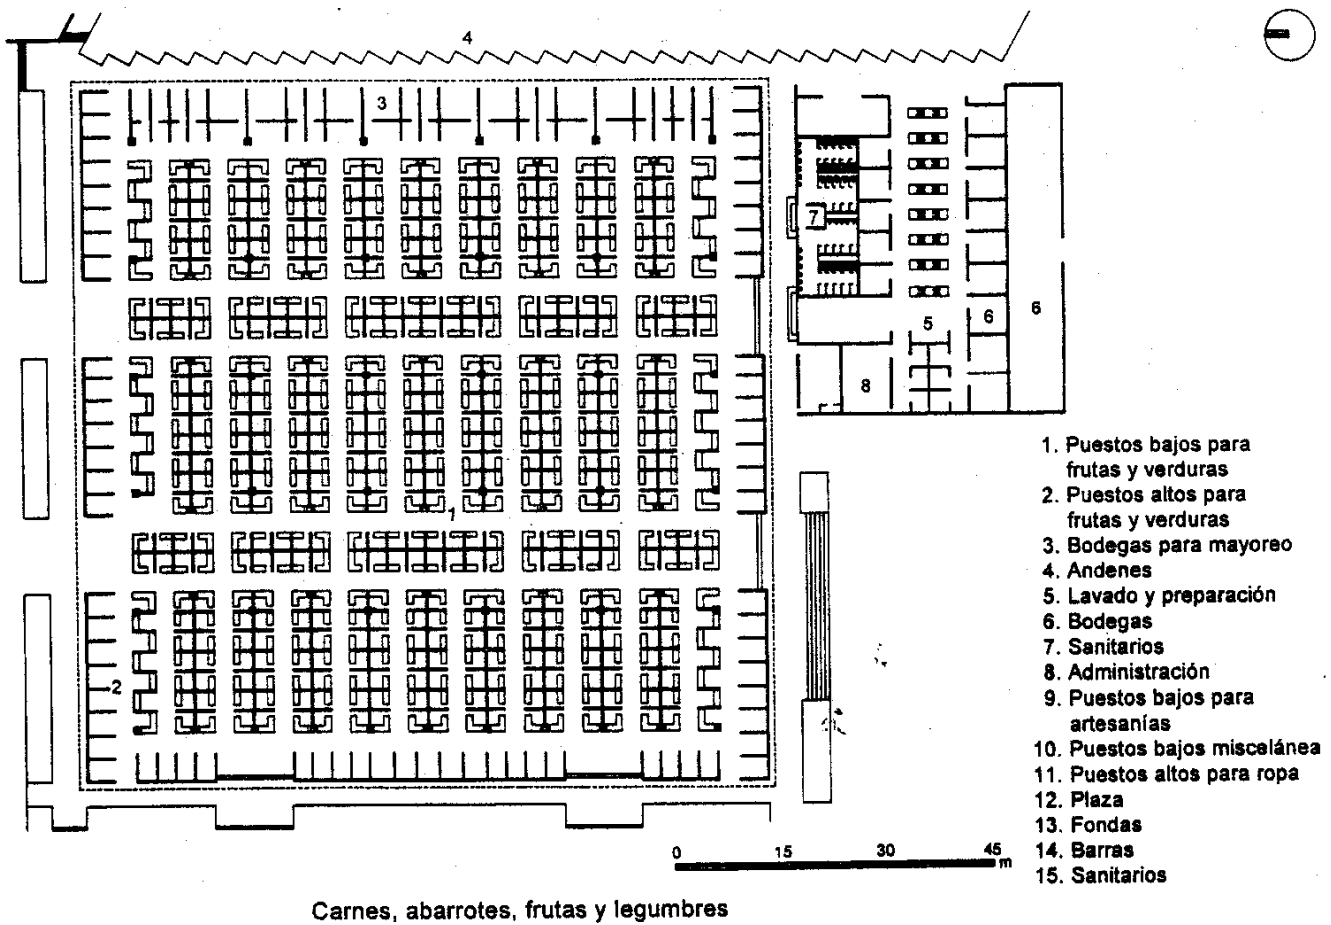 4
3
7
5
6
6
8
1
2
1. Puestos bajos para
frutas y verduras
2. Puestos altos para
frutas y verduras
3. Bodegas para mayoreo
4. Andenes
5. Lavado y preparación
6. Bodegas
7. Sanitarios
8. Administración
9. Puestos bajos para
artesanías
10. Puestos bajos miscelánea
11. Puestos altos para ropa
12. Plaza
13. Fondas
14. Barras
15. Sanitarios
0 15 30 45 m
Carnes, abarrotes, frutas y legumbres